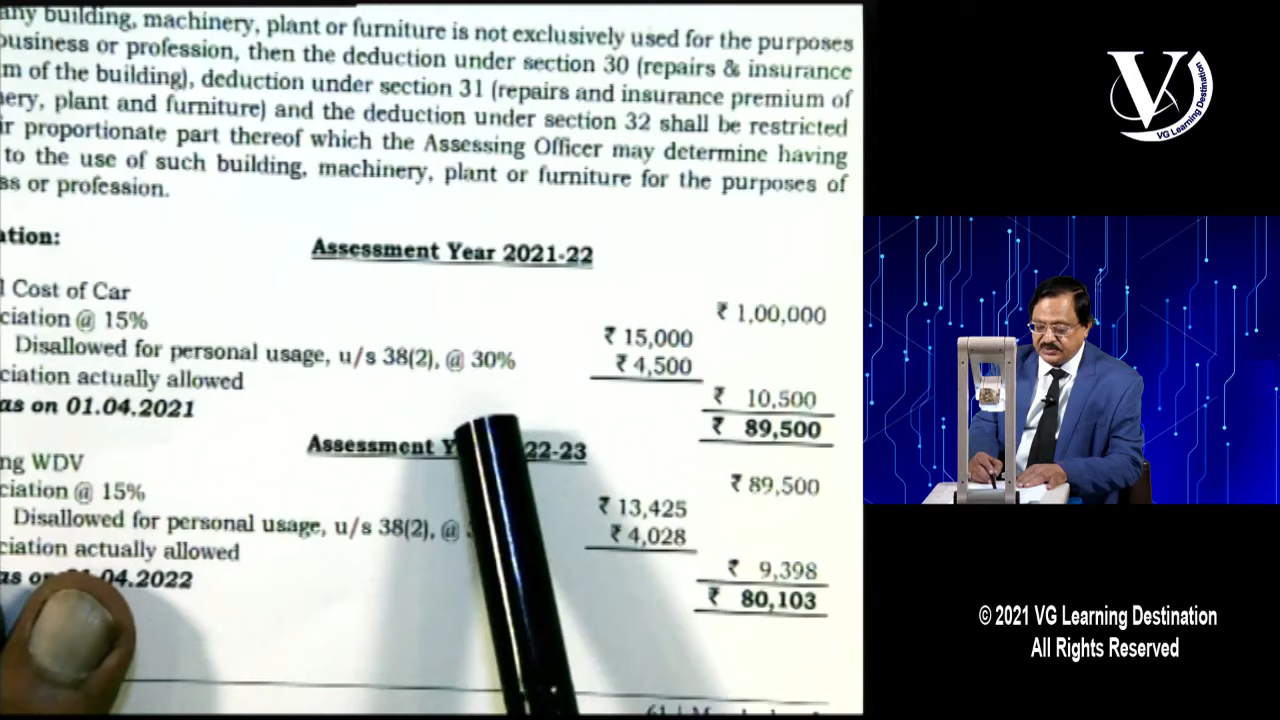 any building, machinery, plant or furniture is not exclusively used for the purposes
business or profession, then the deduction under section 30 (repairs & insurance
m of the building), deduction under section 31 (repairs and insurance premium of
ery, plant and furniture) and the deduction under section 32 shall be restricted
ir proportionate part thereof which the Assessing Officer may determine having
to the use of such building, machinery, plant or furniture for the purposes of
ss or profession.
ation:
Assessment Year 2021-22
l Cost of Car ₹ 1,00,000
ciation @ 15% ₹ 15,000
Disallowed for personal usage, u/s 38(2), @ 30% ₹ 4,500
ciation actually allowed ₹ 10,500
as on 01.04.2021 ₹ 89,500
Assessment Y 22-23
ng WDV ₹ 89,500
ciation @ 15% ₹ 13,425
Disallowed for personal usage, u/s 38(2), @ ₹ 4,028
ciation actually allowed ₹ 9,398
as on 04.2022 ₹ 80,103
V
VG Learning Destination
© 2021 VG Learning Destination
All Rights Reserved